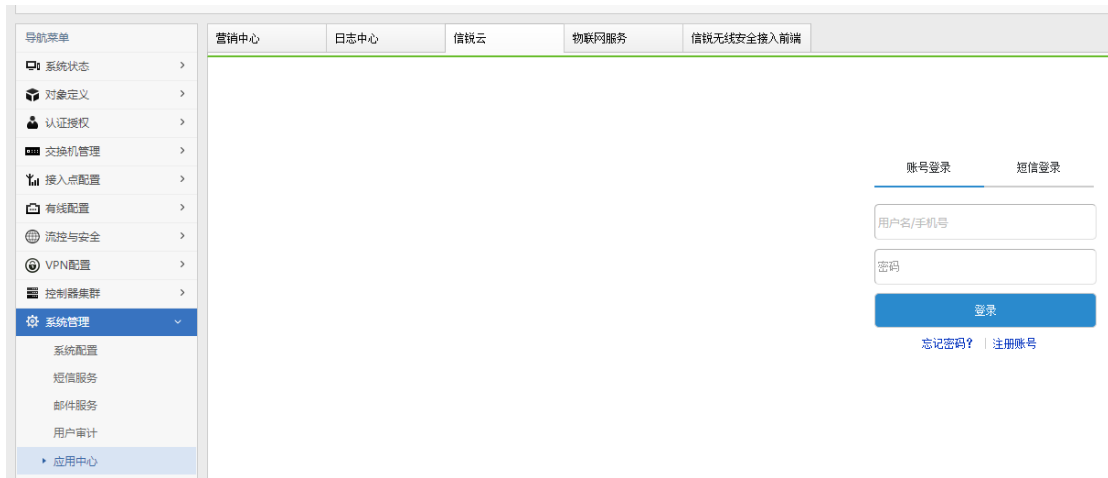 导航菜单
系统状态
对象定义
认证授权
交换机管理
接入点配置
有线配置
流控与安全
VPN配置
控制器集群
系统管理
系统配置
短信服务
邮件服务
用户审计
应用中心
营销中心 日志中心 信锐云 物联网服务 信锐无线安全接入前端
账号登录 短信登录
用户名/手机号
密码
登录
忘记密码? 注册账号